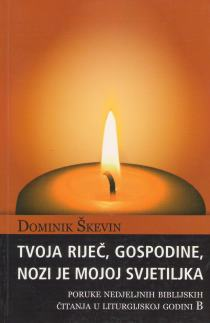 Dominik Škevin
TVOJA RIJEČ, GOSPODINE,
NOZI JE MOJOJ SVJETILJKA
PORUKE NEDJELJNIH BIBLIJSKIH
ČITANJA U LITURGIJSKOJ GODINI B